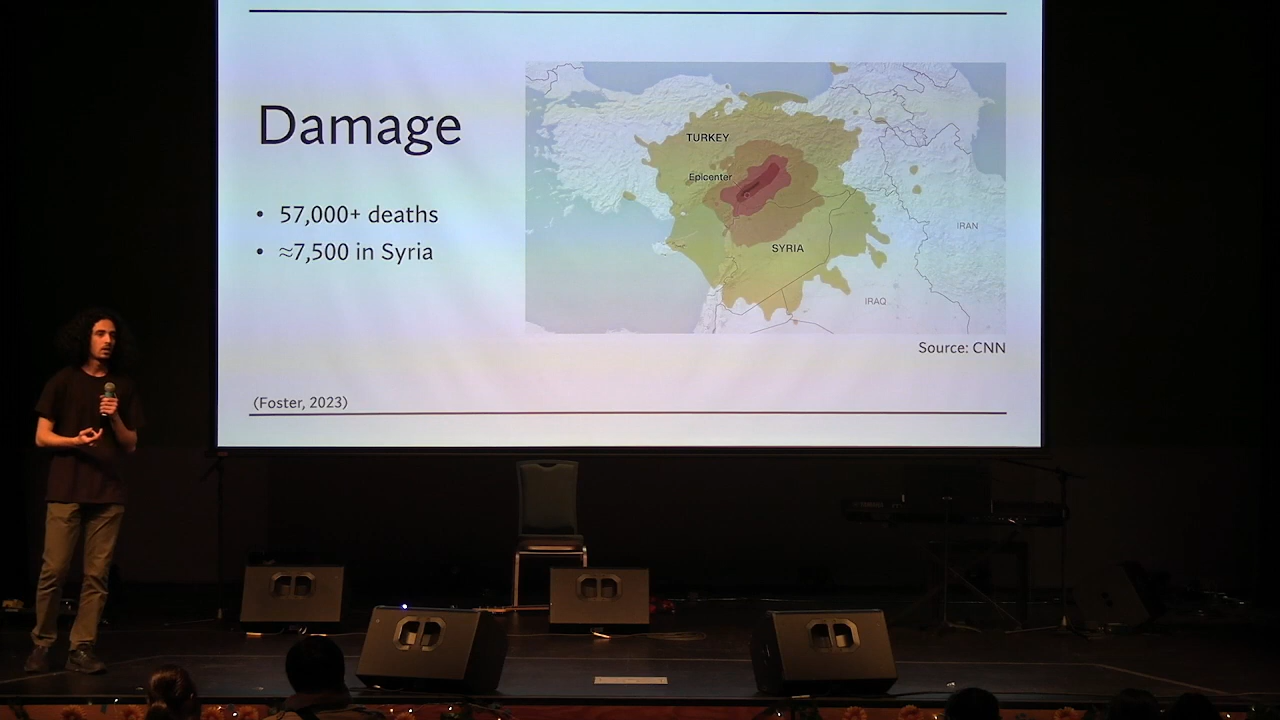 Damage
• 57,000+ deaths
• ≈7,500 in Syria
TURKEY
Epicenter
SYRIA
IRAN
IRAQ
Source: CNN
(Foster, 2023)